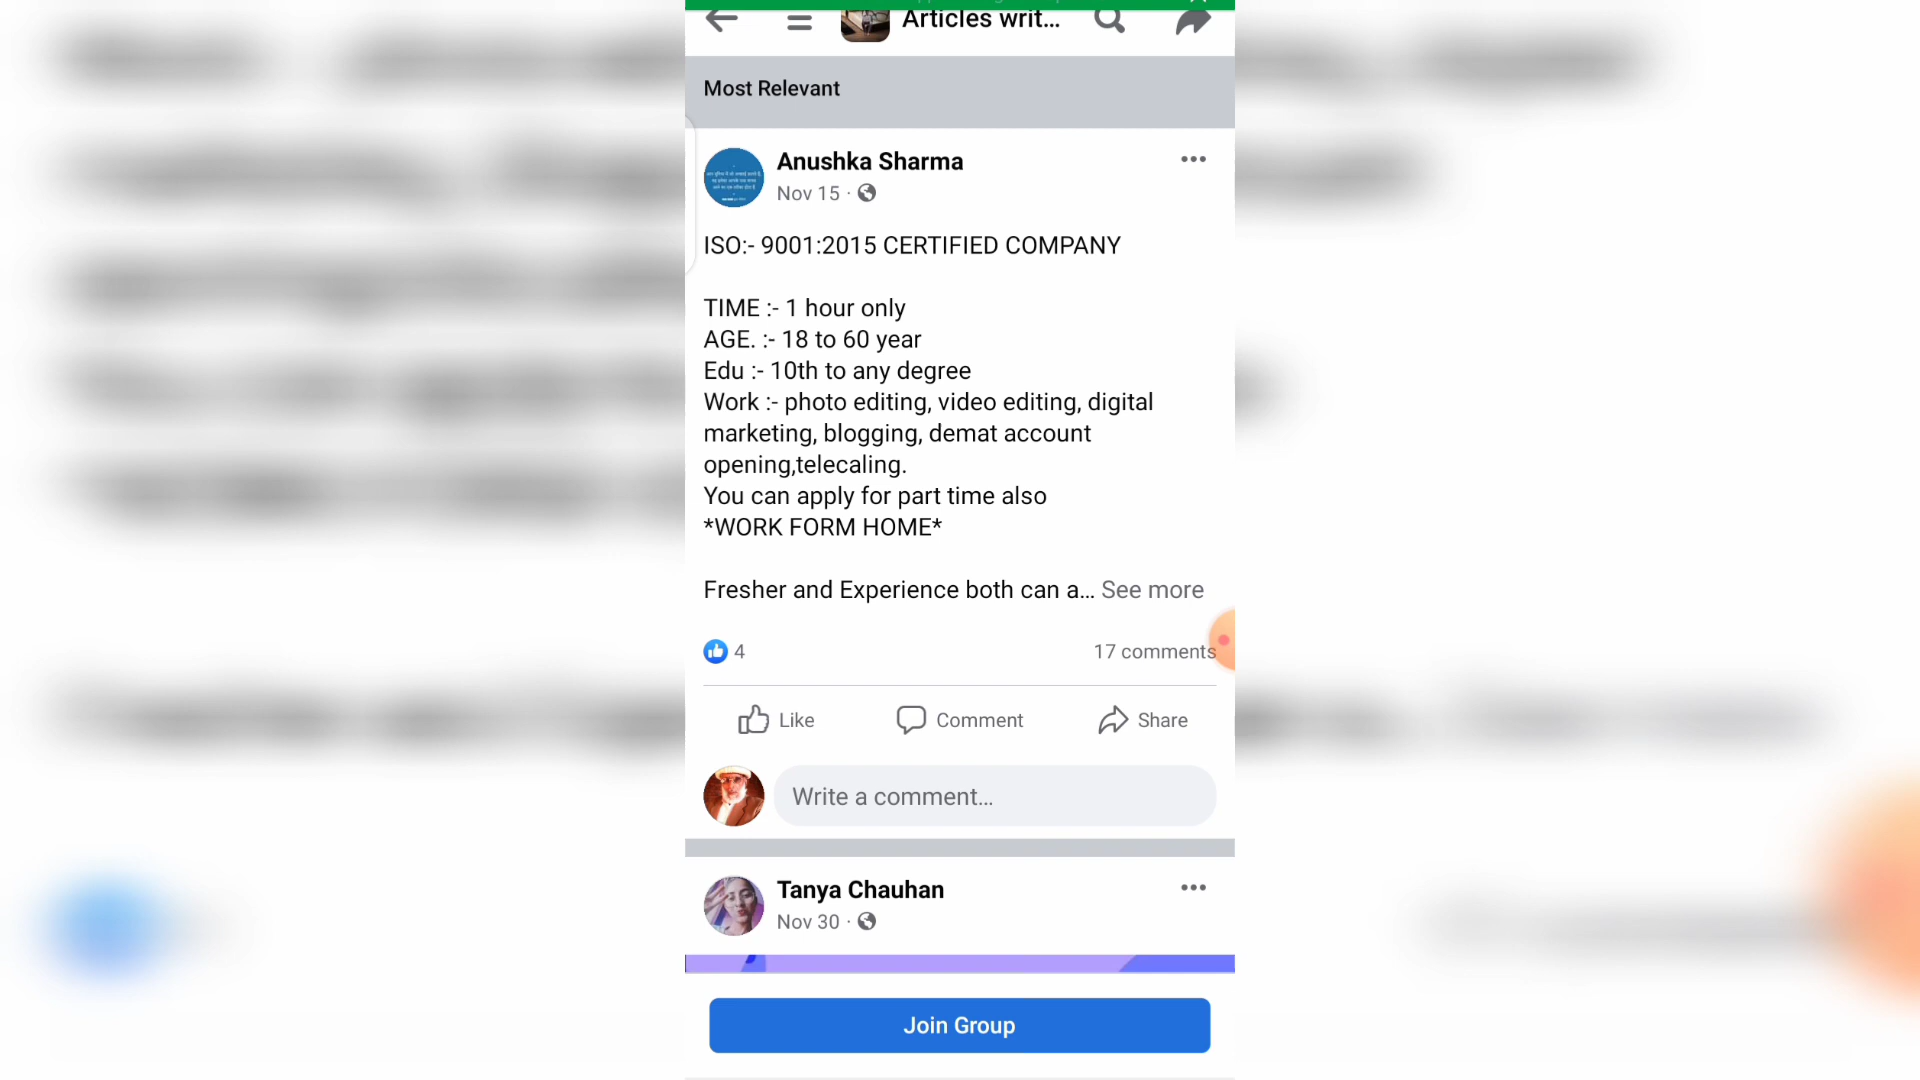 Articles writ...
Most Relevant
Anushka Sharma
Nov 15 ·
ISO:- 9001:2015 CERTIFIED COMPANY
TIME :- 1 hour only
AGE. :- 18 to 60 year
Edu :- 10th to any degree
Work :- photo editing, video editing, digital
marketing, blogging, demat account
opening,telecaling.
You can apply for part time also
*WORK FORM HOME*
Fresher and Experience both can a... See more
4
17 comments
Like
Comment
Share
Write a comment...
Tanya Chauhan
Nov 30 ·
Join Group